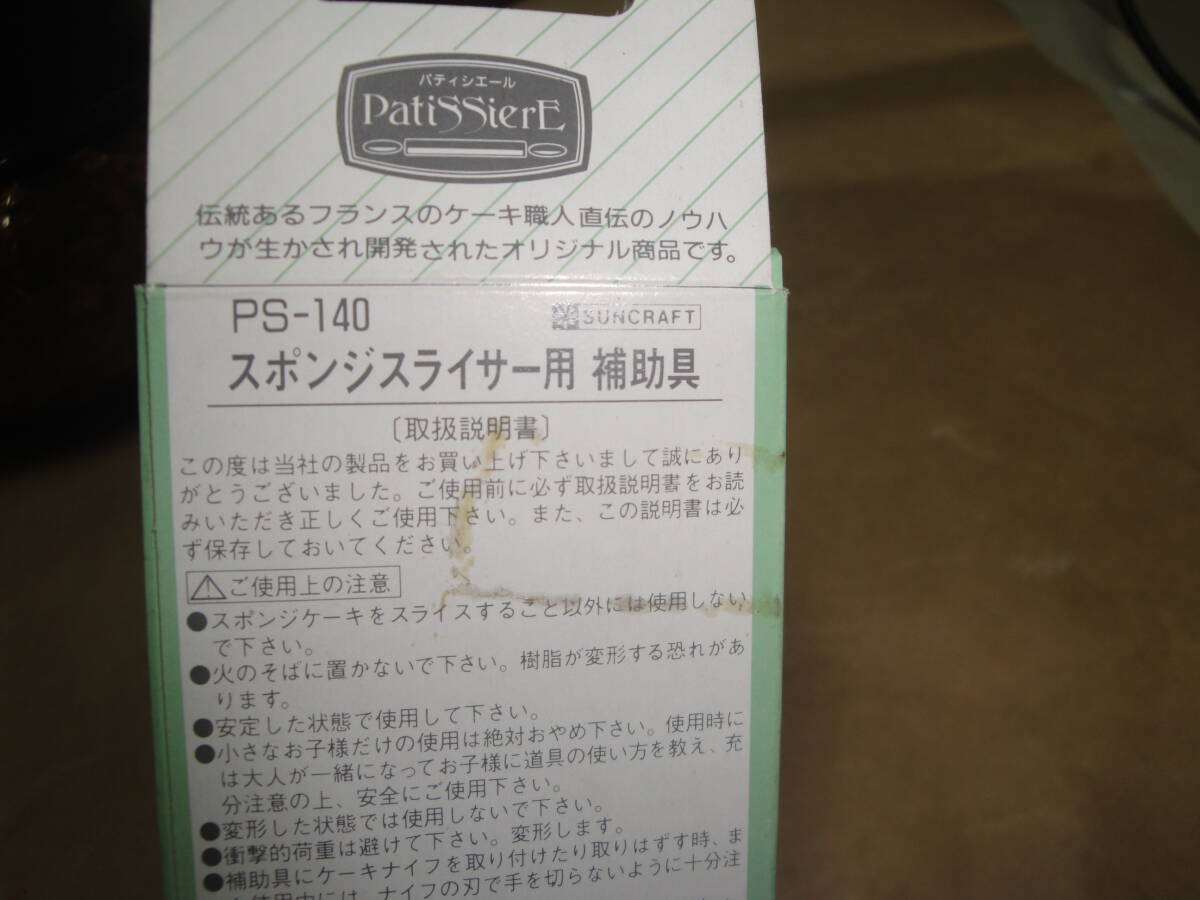 パティシエール
PatiSSierE
伝統あるフランスのケーキ職人直伝のノウハ
ウが生かされ開発されたオリジナル商品です。
PS-140
SUNCRAFT
スポンジスライサー用 補助具
〔取扱説明書〕
この度は当社の製品をお買い上げ下さいまして誠にあり
がとうございました。ご使用前に必ず取扱説明書をお読
みいただき正しくご使用下さい。また、この説明書は必
ず保存しておいてください。
⚠ご使用上の注意
●スポンジケーキをスライスすること以外には使用しない
で下さい。
●火のそばに置かないで下さい。樹脂が変形する恐れがあ
ります。
●安定した状態で使用して下さい。
●小さなお子様だけの使用は絶対おやめ下さい。使用時に
は大人が一緒になってお子様に道具の使い方を教え、充
分注意の上、安全にご使用下さい。
●変形した状態では使用しないで下さい。
●衝撃的荷重は避けて下さい。変形します。
●補助具にケーキナイフを取り付けたり取りはずす時、ま
使用中には、ナイフの刃で手を切らないように十分注